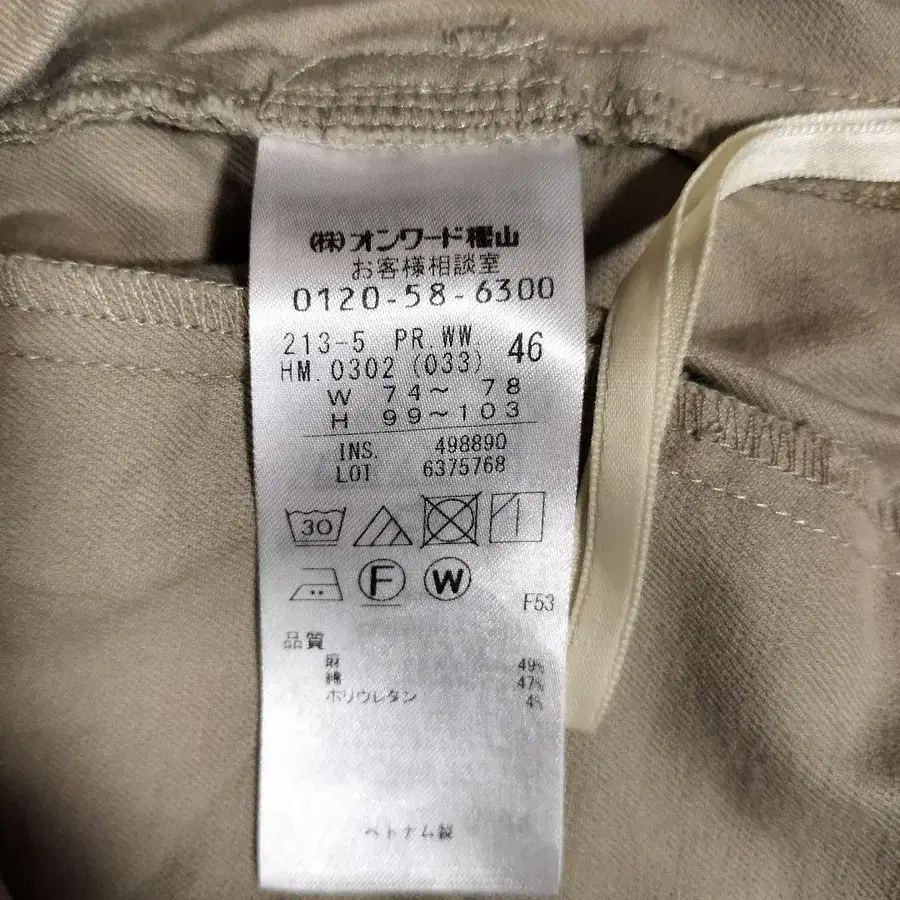 ㈱オンワード樫山
お客様相談室
0120-58-6300
213-5 PR.WW. 46
HM.0302 (033)
W 74～ 78
H 99～103
INS. 498890
LOT 6375768
30
F W
F53
品質
麻 49%
綿 47%
ポリウレタン 4%
ベトナム製